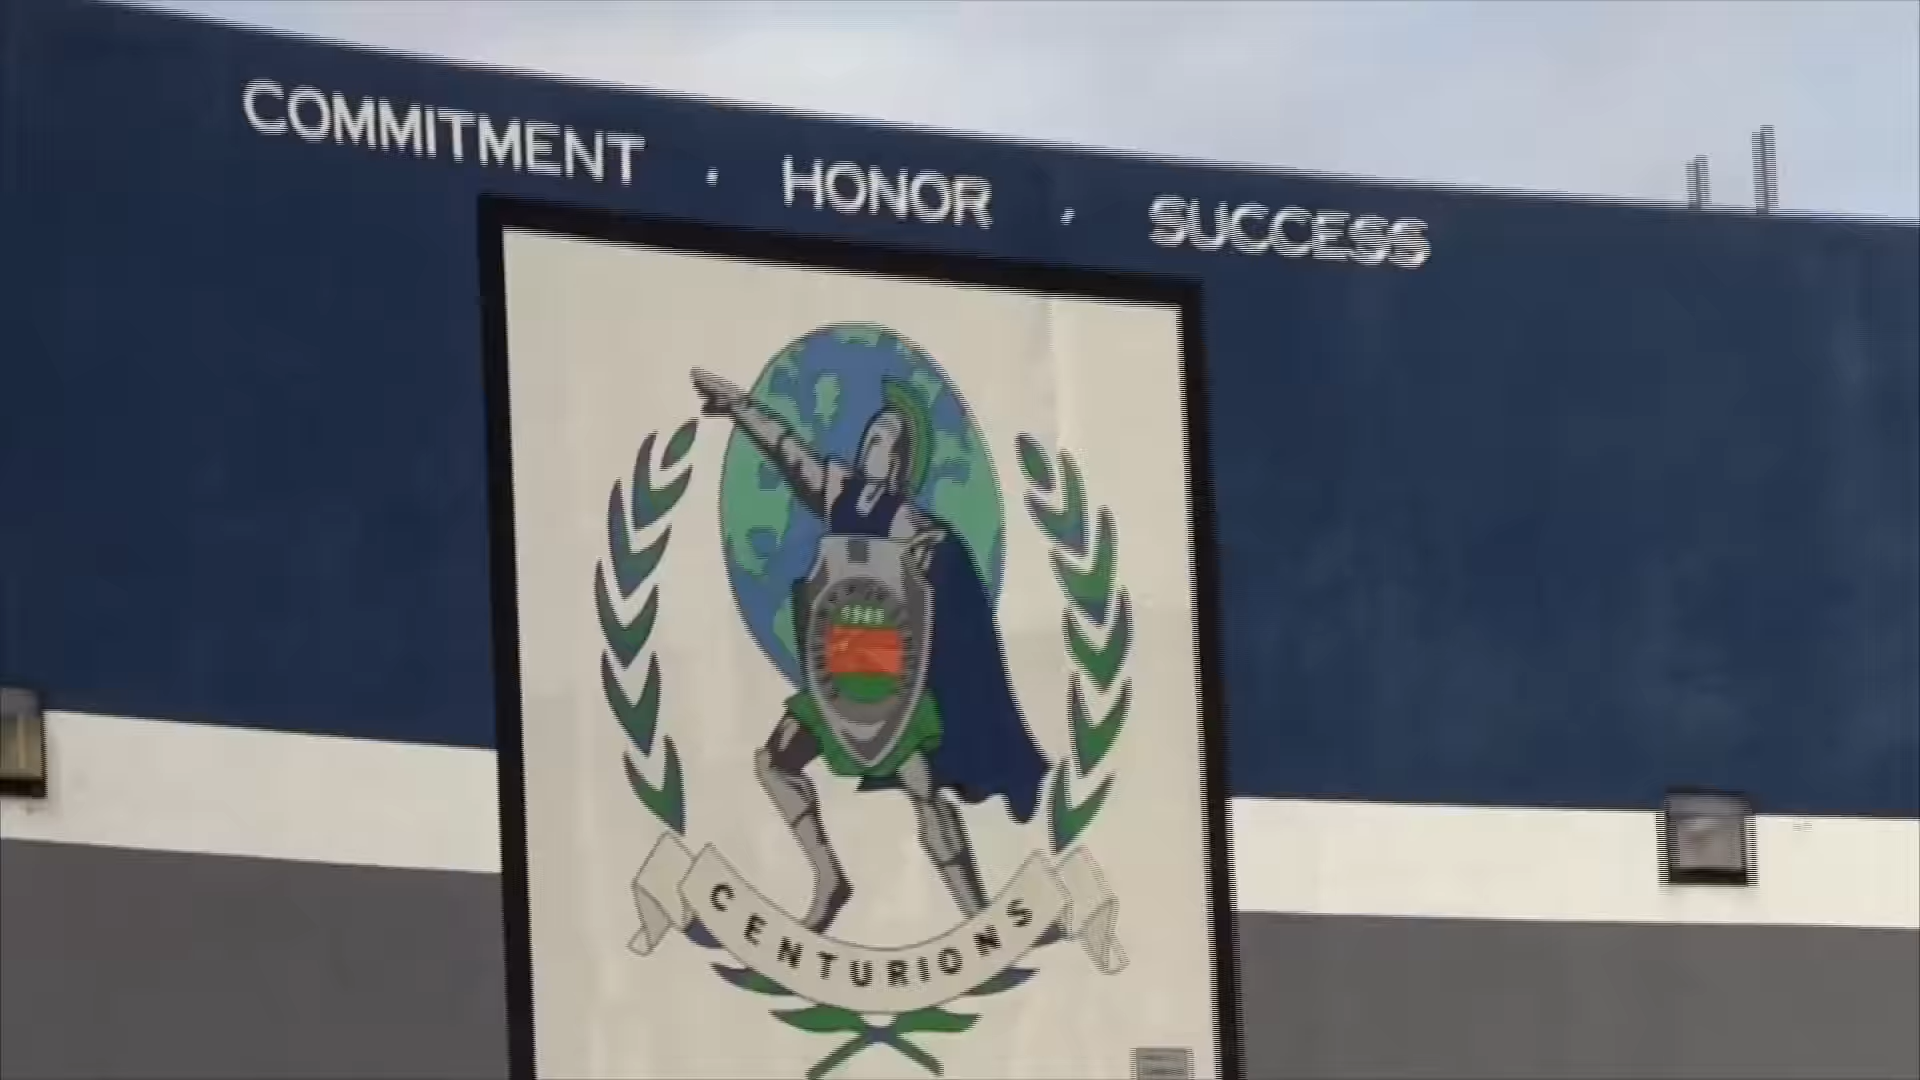 COMMITMENT . HONOR . SUCCESS
CENTURIONS